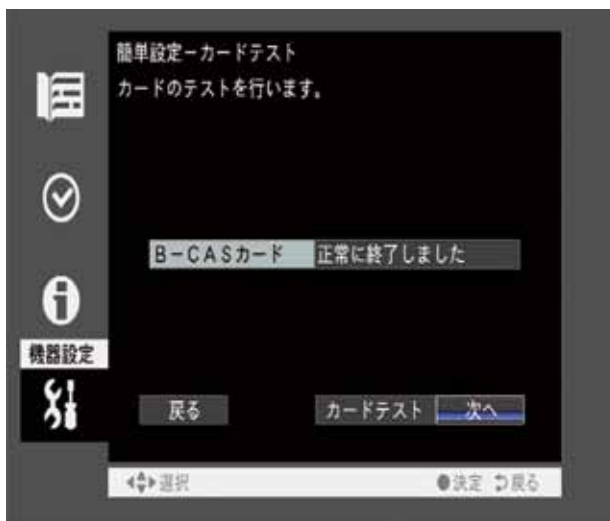 簡単設定－カードテスト
カードのテストを行います。
B－CASカード 正常に終了しました
機器設定
戻る カードテスト 次へ
選択 決定 戻る